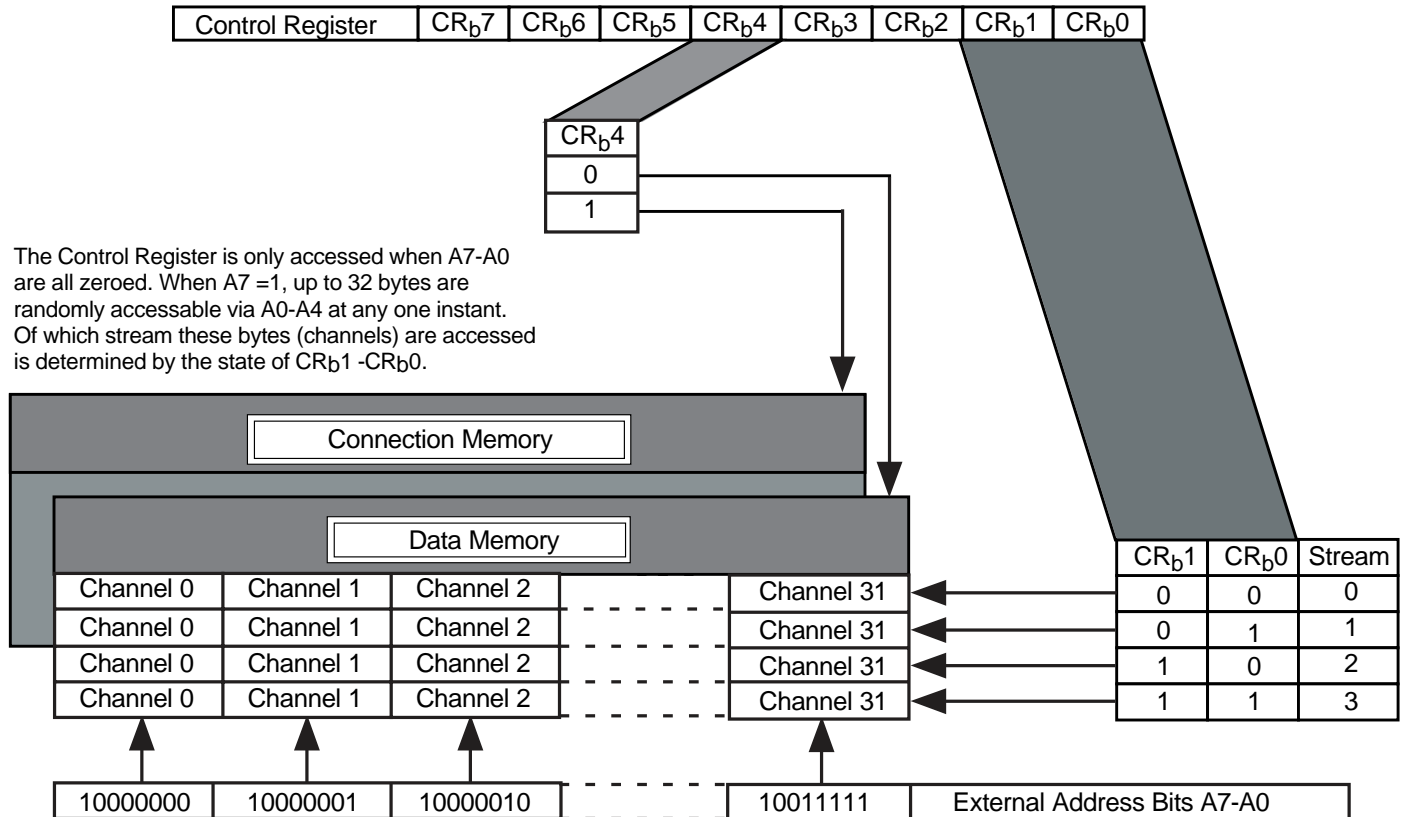 Control Register CRb7 CRb6 CRb5 CRb4 CRb3 CRb2 CRb1 CRb0
CRb4
0
1
The Control Register is only accessed when A7-A0
are all zeroed. When A7 =1, up to 32 bytes are
randomly accessable via A0-A4 at any one instant.
Of which stream these bytes (channels) are accessed
is determined by the state of CRb1 -CRb0.
Connection Memory
Data Memory
CRb1 CRb0 Stream
Channel 0 Channel 1 Channel 2 Channel 31 0 0 0
Channel 0 Channel 1 Channel 2 Channel 31 0 1 1
Channel 0 Channel 1 Channel 2 Channel 31 1 0 2
Channel 0 Channel 1 Channel 2 Channel 31 1 1 3
10000000 10000001 10000010 10011111 External Address Bits A7-A0